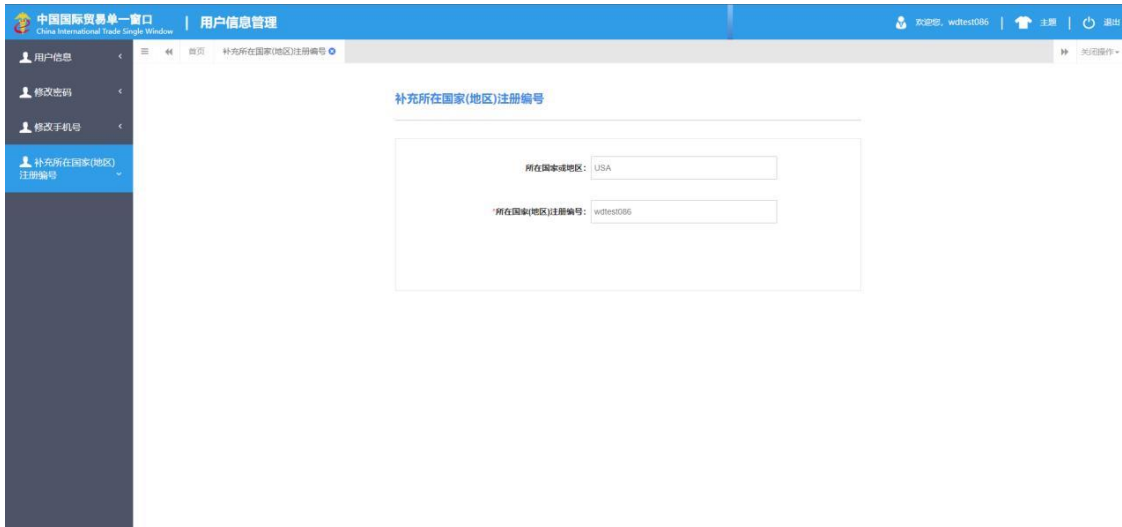 中国国际贸易单一窗口
China International Trade Single Window
用户信息管理
欢迎您, wdtest086
主题
退出
用户信息
首页
补充所在国家(地区)注册编号
关闭操作
修改密码
修改手机号
补充所在国家(地区)
注册编号
补充所在国家(地区)注册编号
所在国家或地区: USA
*所在国家(地区)注册编号: wdtest086